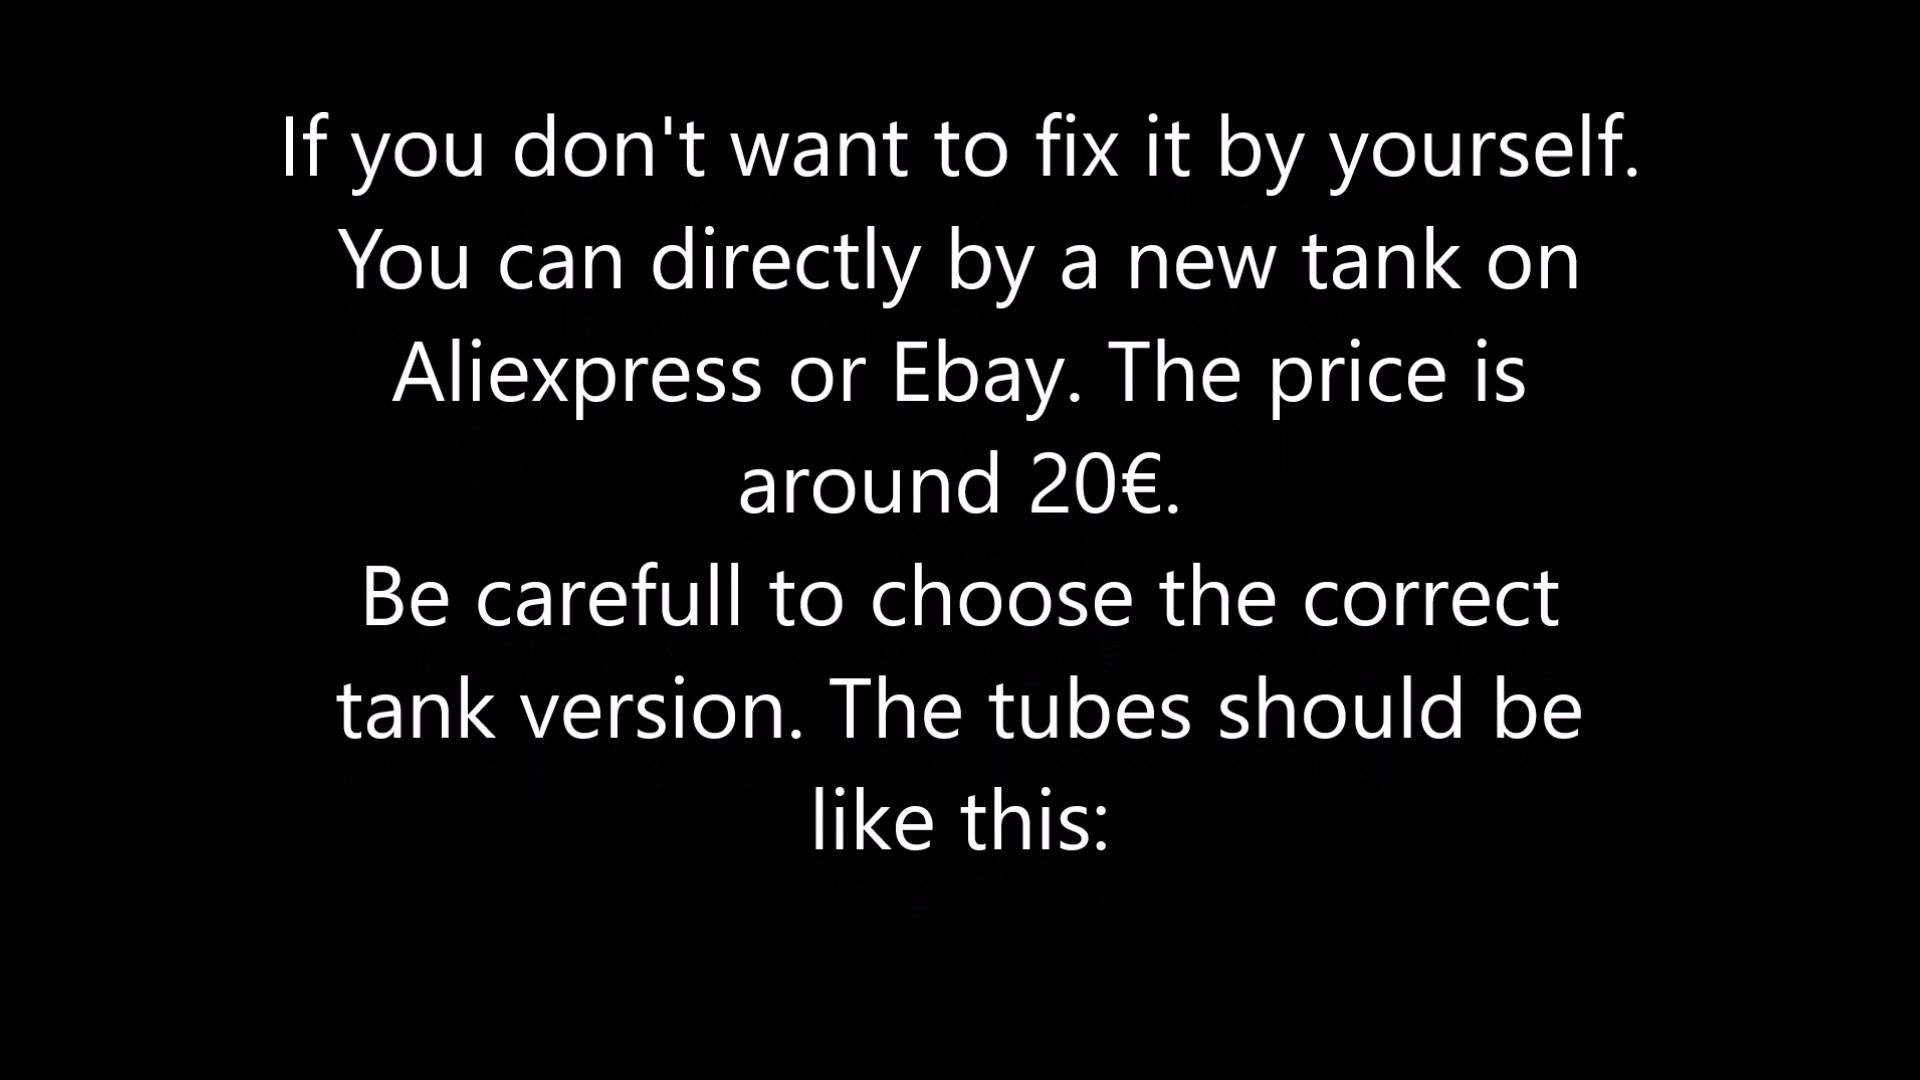 If you don't want to fix it by yourself.
You can directly by a new tank on
Aliexpress or Ebay. The price is
around 20€.
Be carefull to choose the correct
tank version. The tubes should be
like this: